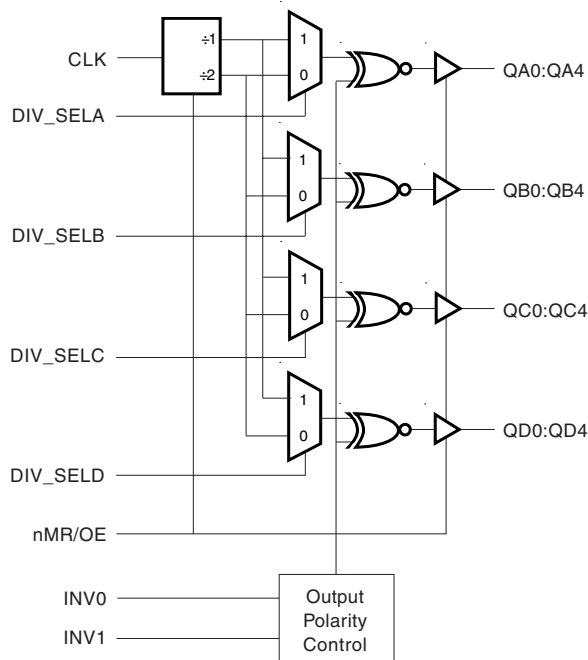 ÷1
1
CLK
÷2
0
QA0:QA4
DIV_SELA
1
0
QB0:QB4
DIV_SELB
1
0
QC0:QC4
DIV_SELC
1
0
QD0:QD4
DIV_SELD
nMR/OE
INV0
INV1
Output
Polarity
Control